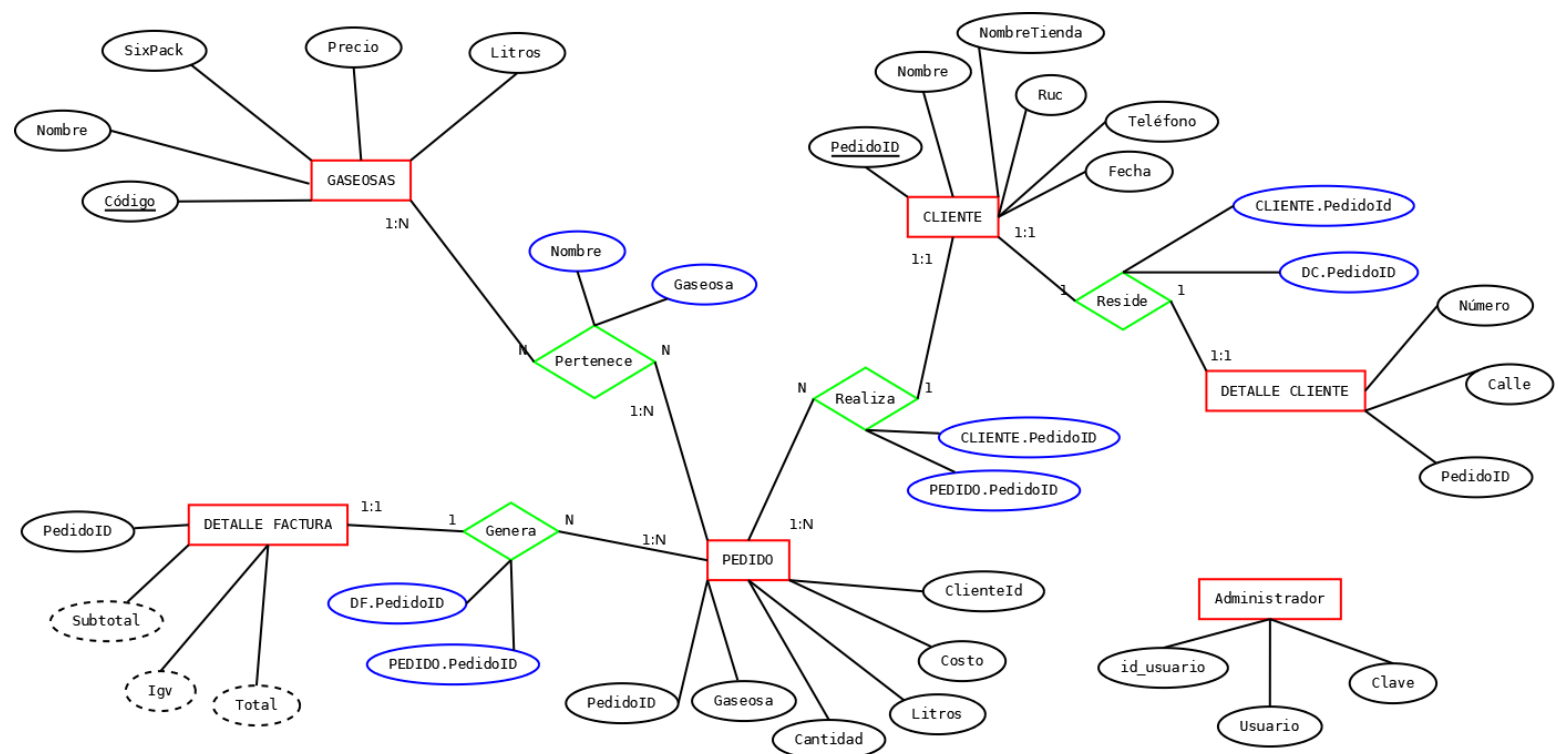 NombreTienda
SixPack
Precio
Litros
Nombre
Ruc
Teléfono
Nombre
PedidoID
Fecha
GASEOSAS
Código
CLIENTE
CLIENTE.PedidoId
1:N
1:1
1:1
Nombre
Gaseosa
DC.PedidoID
1
Reside
1
Número
N
Pertenece
N
1:1
DETALLE CLIENTE
Calle
N
Realiza
1
1:N
CLIENTE.PedidoID
PEDIDO.PedidoID
PedidoID
1:1
PedidoID
DETALLE FACTURA
1
Genera
N
1:N
1:N
PEDIDO
DF.PedidoID
ClienteId
Administrador
Subtotal
PEDIDO.PedidoID
Costo
id_usuario
Igv
Total
PedidoID
Gaseosa
Litros
Clave
Cantidad
Usuario